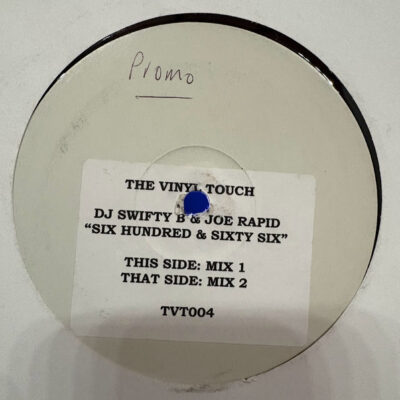 Promo
THE VINYL TOUCH
DJ SWIFTY B & JOE RAPID
“SIX HUNDRED & SIXTY SIX”
THIS SIDE: MIX 1
THAT SIDE: MIX 2
TVT004